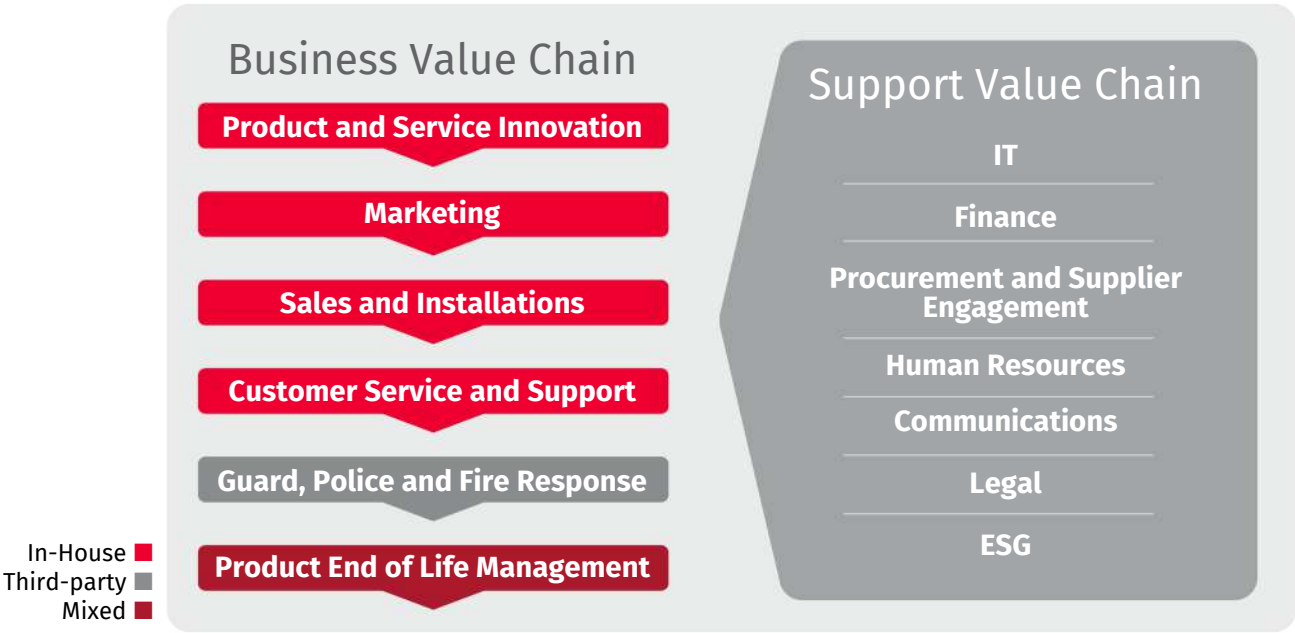 Business Value Chain
Product and Service Innovation
Marketing
Sales and Installations
Customer Service and Support
Guard, Police and Fire Response
Product End of Life Management
In-House
Third-party
Mixed
Support Value Chain
IT
Finance
Procurement and Supplier
Engagement
Human Resources
Communications
Legal
ESG